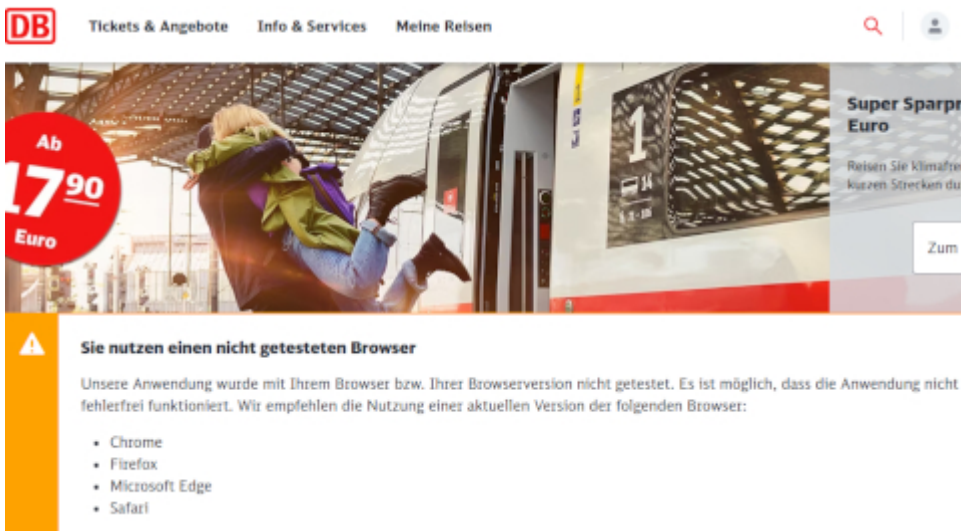 DB
Tickets & Angebote
Info & Services
Meine Reisen
Ab
17 90
Euro
1
14
Super Sparpr
Euro
Reisen Sie klimafre
kurzen Strecken du
Zum
Sie nutzen einen nicht getesteten Browser
Unsere Anwendung wurde mit Ihrem Browser bzw. Ihrer Browserversion nicht getestet. Es ist möglich, dass die Anwendung nicht
fehlerfrei funktioniert. Wir empfehlen die Nutzung einer aktuellen Version der folgenden Browser:
• Chrome
• Firefox
• Microsoft Edge
• Safari